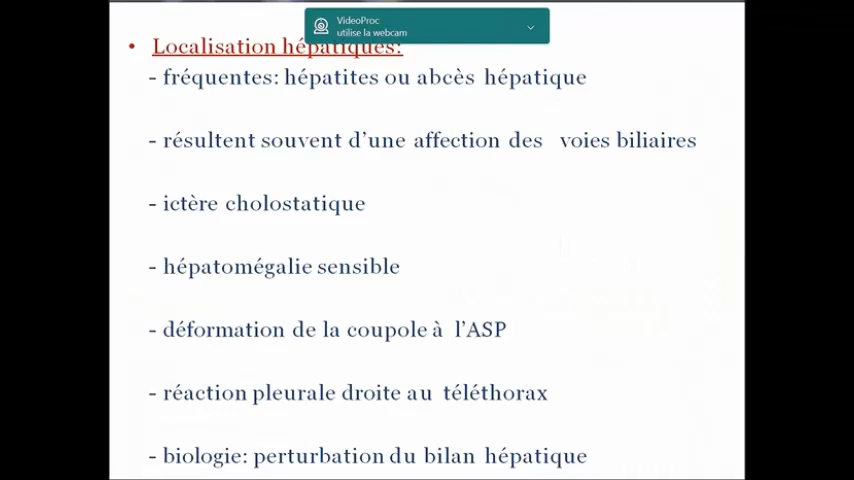 VideoProc
utilise la webcam
• Localisation hépatiques:
- fréquentes: hépatites ou abcès hépatique
- résultent souvent d’une affection des voies biliaires
- ictère cholostatique
- hépatomégalie sensible
- déformation de la coupole à l’ASP
- réaction pleurale droite au téléthorax
- biologie: perturbation du bilan hépatique